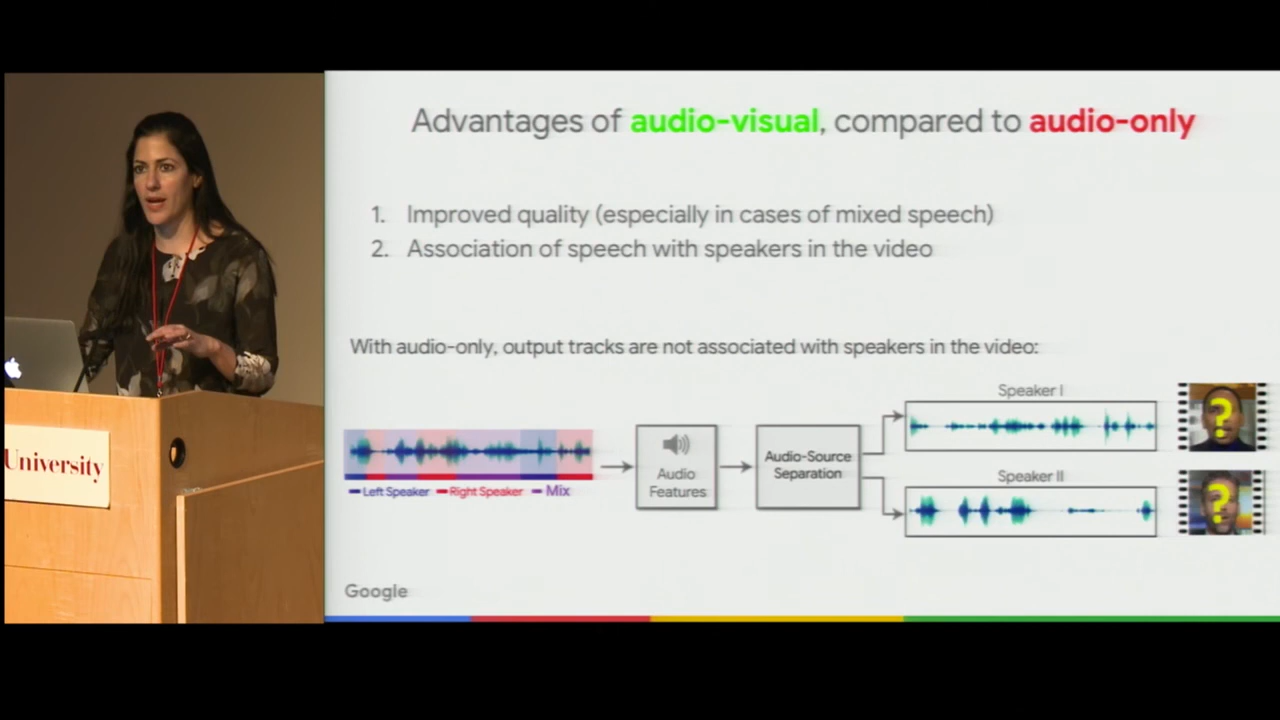 Advantages of audio-visual, compared to audio-only
1. Improved quality (especially in cases of mixed speech)
2. Association of speech with speakers in the video
With audio-only, output tracks are not associated with speakers in the video:
Speaker I
?
Left Speaker Right Speaker Mix
Audio
Features
Audio-Source
Separation
Speaker II
?
Google
University